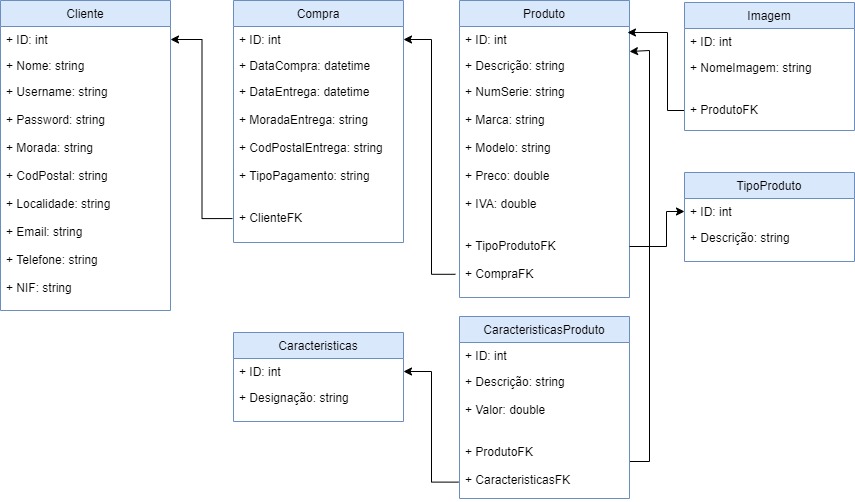 Cliente
+ ID: int
+ Nome: string
+ Username: string
+ Password: string
+ Morada: string
+ CodPostal: string
+ Localidade: string
+ Email: string
+ Telefone: string
+ NIF: string
Compra
+ ID: int
+ DataCompra: datetime
+ DataEntrega: datetime
+ MoradaEntrega: string
+ CodPostalEntrega: string
+ TipoPagamento: string
+ ClienteFK
Produto
+ ID: int
+ Descrição: string
+ NumSerie: string
+ Marca: string
+ Modelo: string
+ Preco: double
+ IVA: double
+ TipoProdutoFK
+ CompraFK
Imagem
+ ID: int
+ NomeImagem: string
+ ProdutoFK
TipoProduto
+ ID: int
+ Descrição: string
Caracteristicas
+ ID: int
+ Designação: string
CaracteristicasProduto
+ ID: int
+ Descrição: string
+ Valor: double
+ ProdutoFK
+ CaracteristicasFK